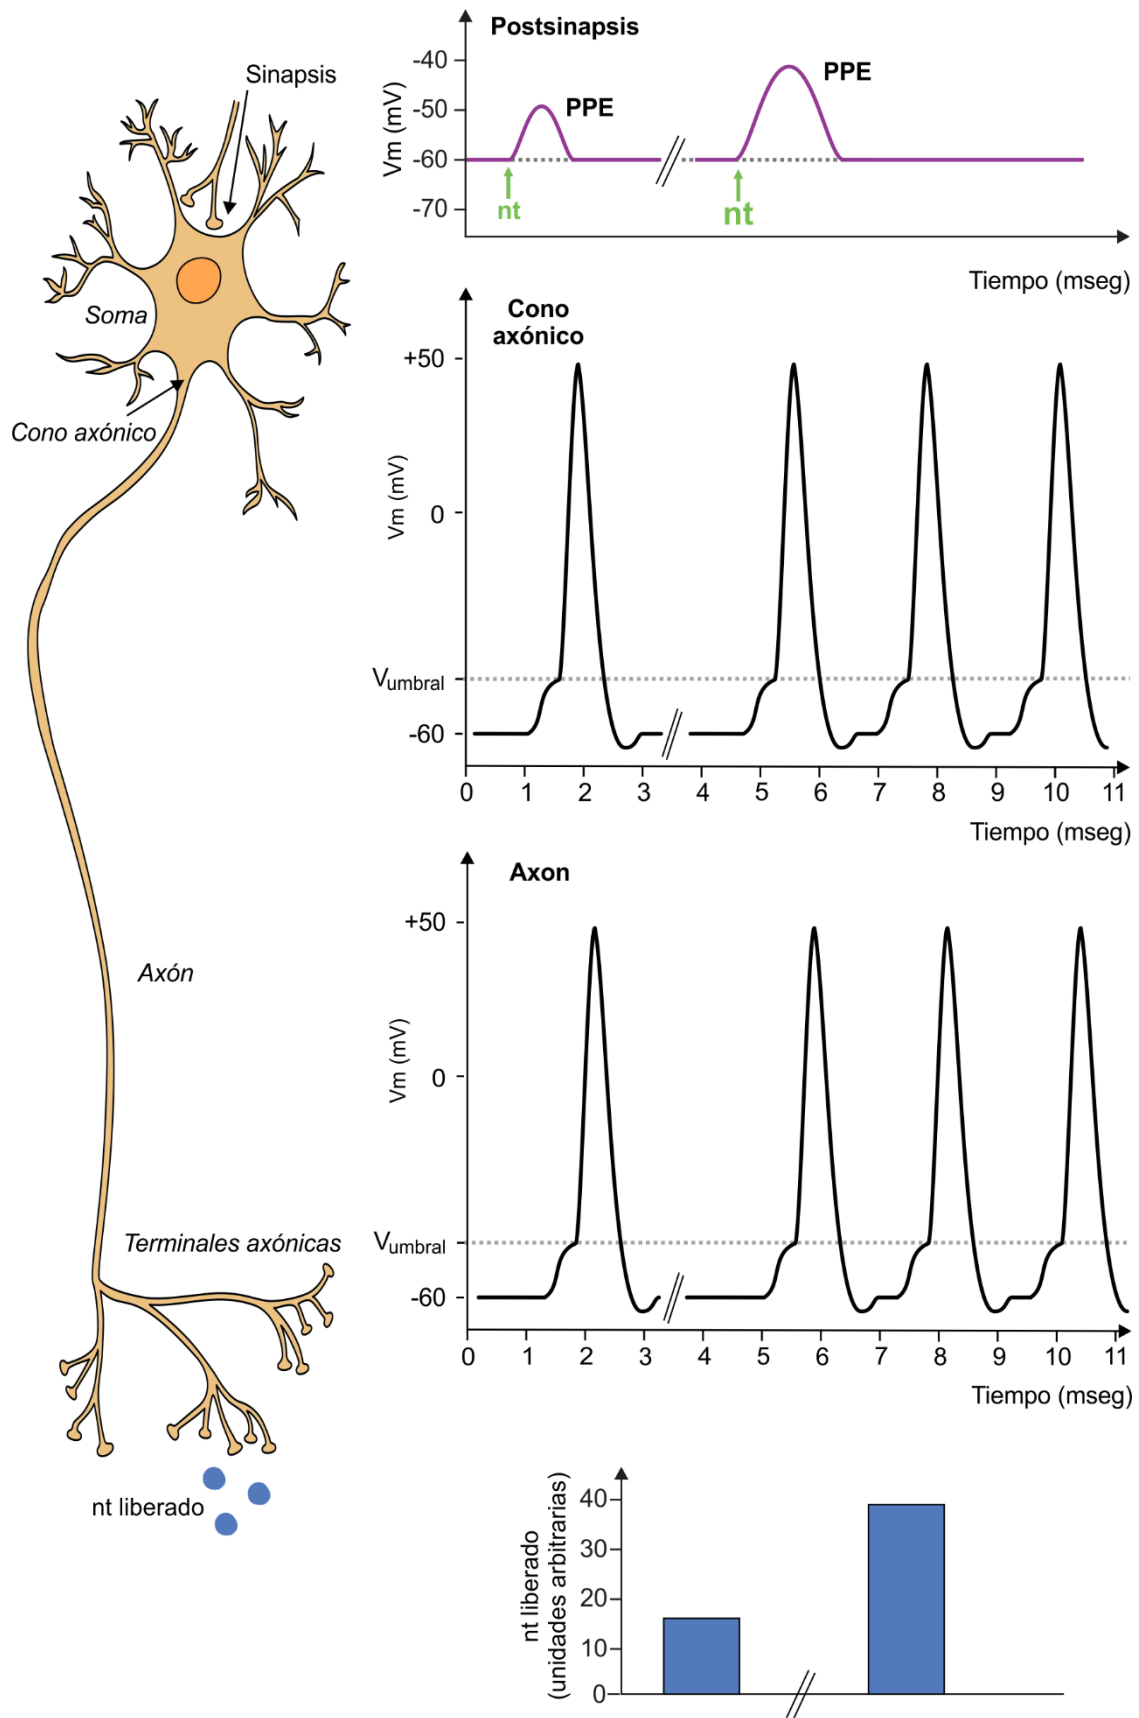 Postsinapsis
Sinapsis
Vm (mV)
-40
-50
-60
-70
PPE
PPE
nt
nt
Tiempo (mseg)
Soma
Cono axónico
Cono
axónico
Vm (mV)
+50
0
Vumbral
-60
0 1 2 3 4 5 6 7 8 9 10 11
Tiempo (mseg)
Axon
Axón
Vm (mV)
+50
0
Vumbral
-60
0 1 2 3 4 5 6 7 8 9 10 11
Tiempo (mseg)
Terminales axónicas
nt liberado
nt liberado
(unidades arbitrarias)
40
30
20
10
0